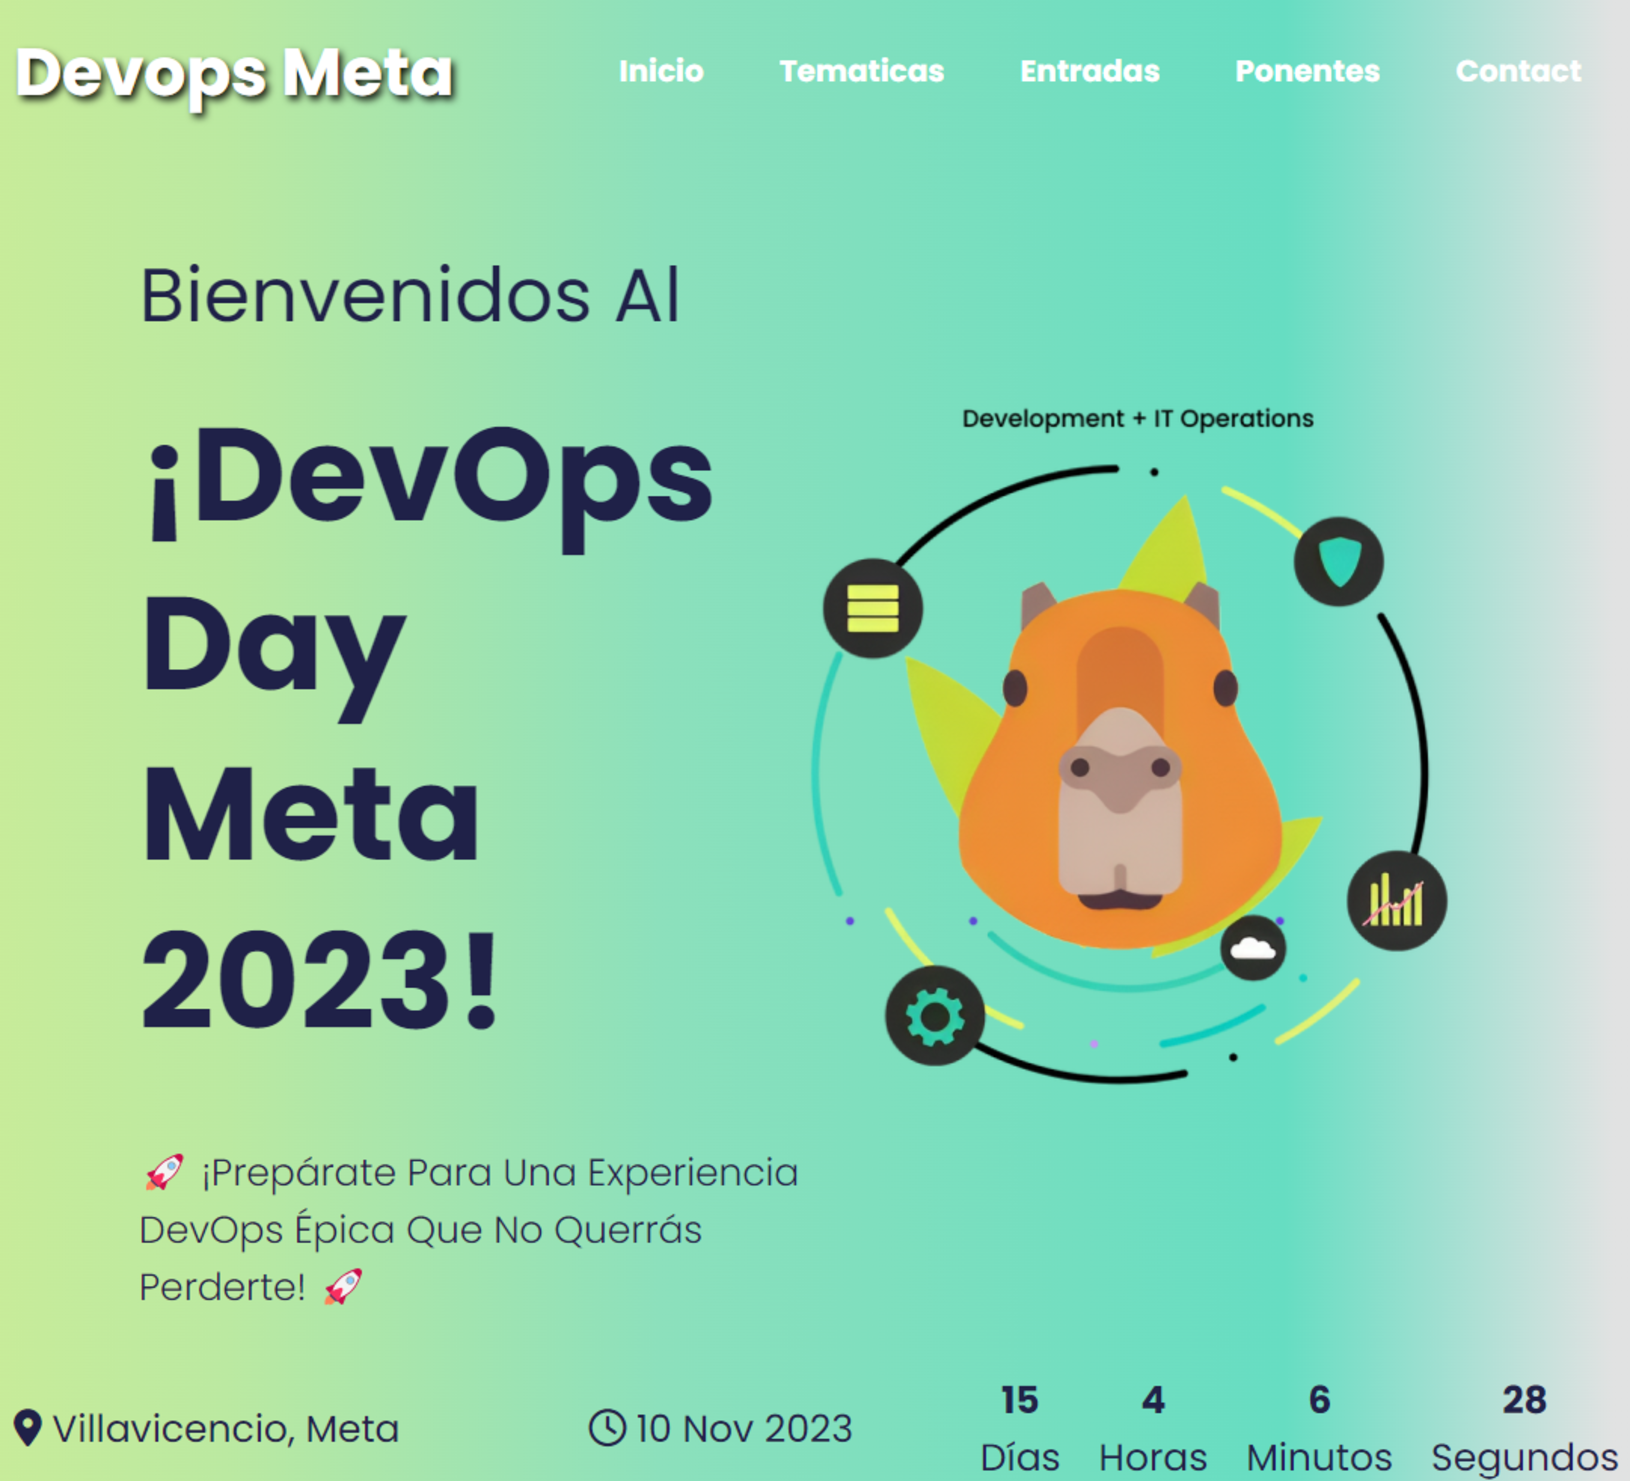 Devops Meta
Inicio Tematicas Entradas Ponentes Contact
Bienvenidos Al
¡DevOps
Day
Meta
2023!
Development + IT Operations
🚀 ¡Prepárate Para Una Experiencia
DevOps Épica Que No Querrás
Perderte! 🚀
Villavicencio, Meta
10 Nov 2023
15 4 6 28
Días Horas Minutos Segundos